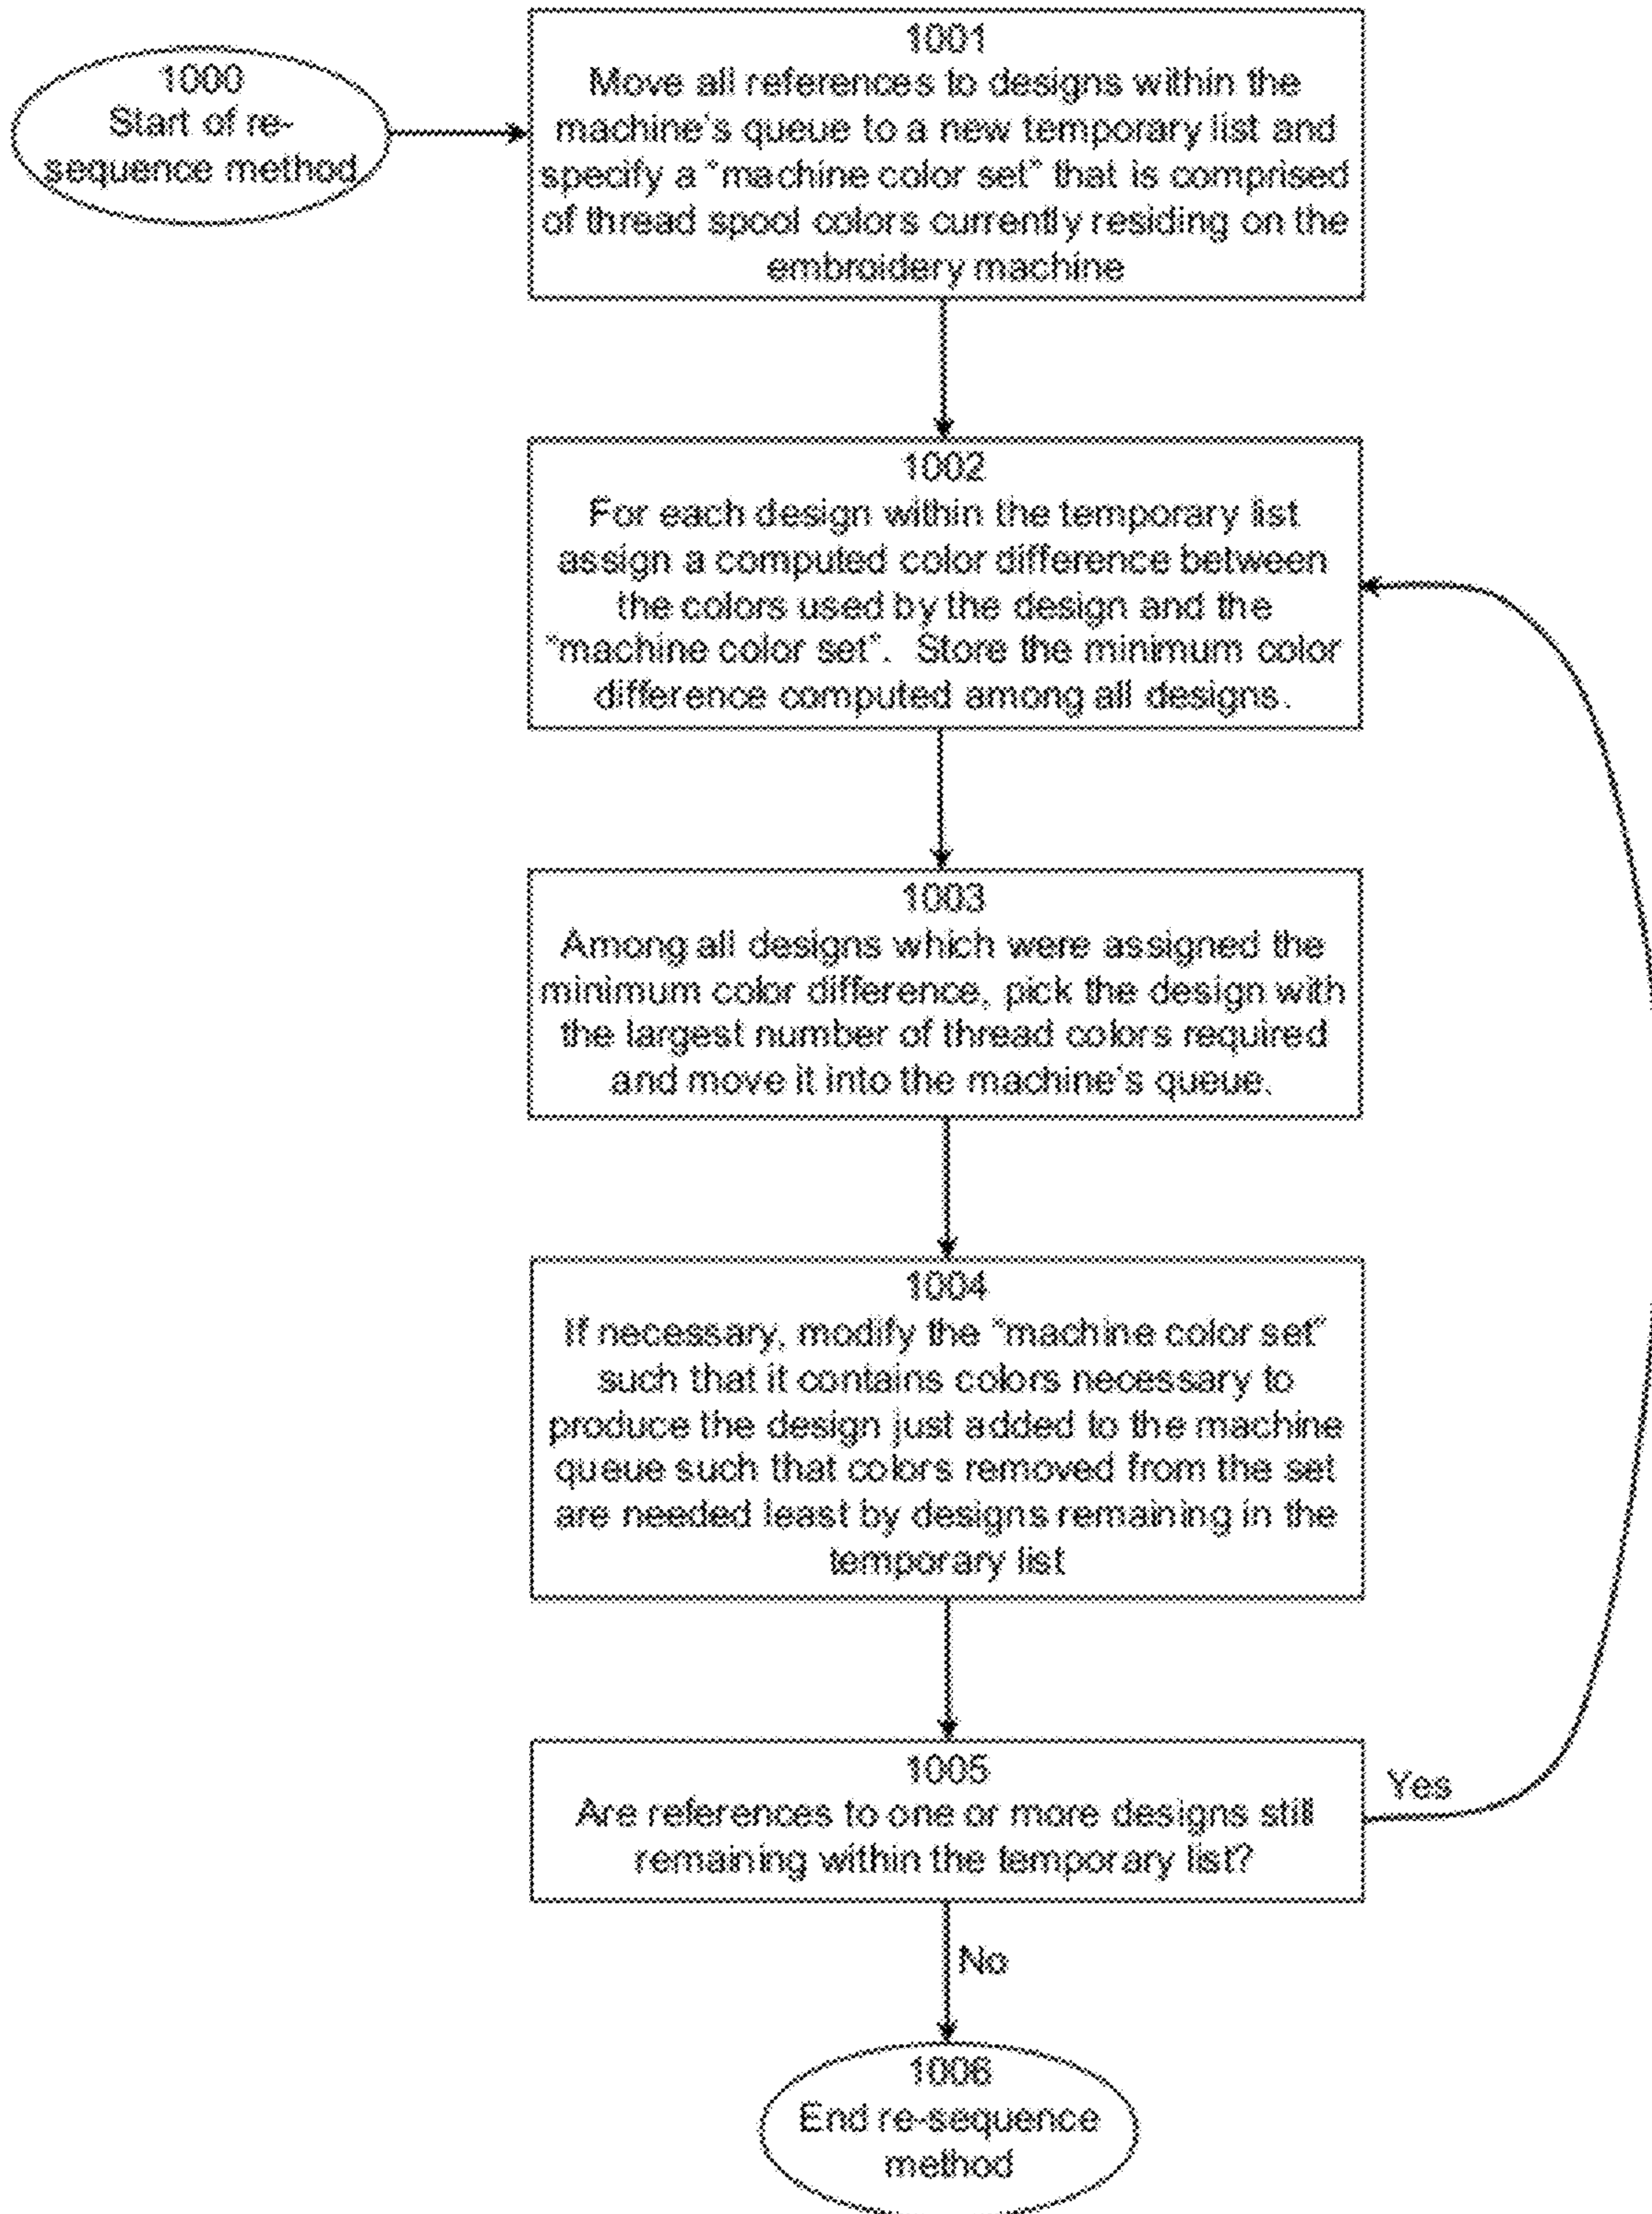 1000
Start of re-
sequence method
1001
Move all references to designs within the
machine's queue to a new temporary list and
specify a "machine color set" that is comprised
of thread spool colors currently residing on the
embroidery machine
1002
For each design within the temporary list
assign a computed color difference between
the colors used by the design and the
"machine color set". Store the minimum color
difference computed among all designs.
1003
Among all designs which were assigned the
minimum color difference, pick the design with
the largest number of thread colors required
and move it into the machine's queue.
1004
If necessary, modify the "machine color set"
such that it contains colors necessary to
produce the design just added to the machine
queue such that colors removed from the set
are needed least by designs remaining in the
temporary list
1005
Are references to one or more designs still
remaining within the temporary list?
Yes
No
1006
End re-sequence
method